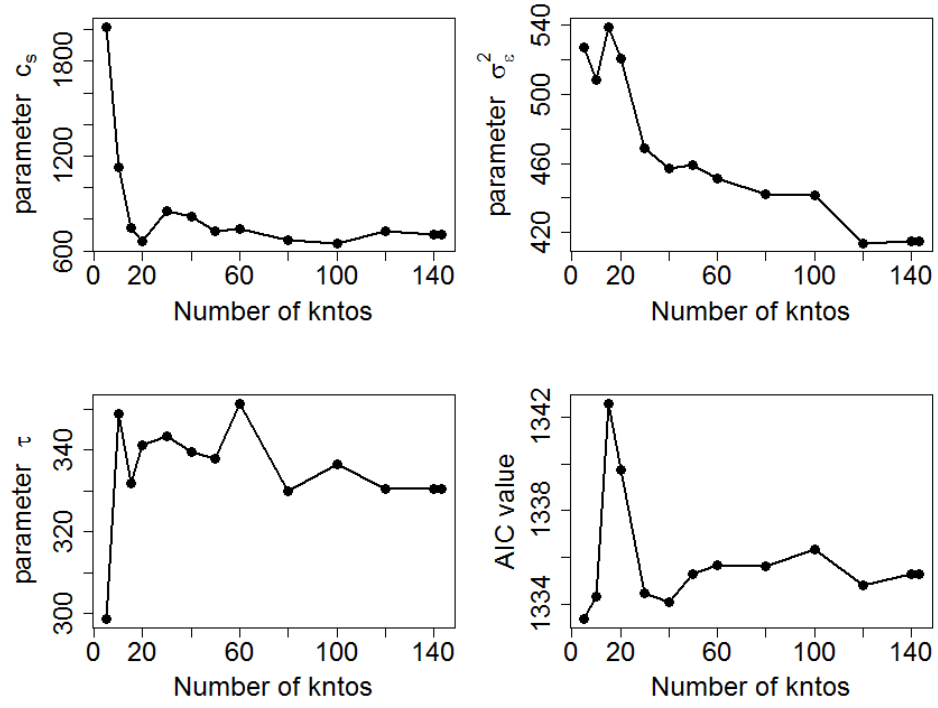 parameter c_s
600 1200 1800
0 20 60 100 140
Number of kntos
parameter σ²_ε
420 460 500 540
0 20 60 100 140
Number of kntos
parameter τ
300 320 340
0 20 60 100 140
Number of kntos
AIC value
1334 1338 1342
0 20 60 100 140
Number of kntos